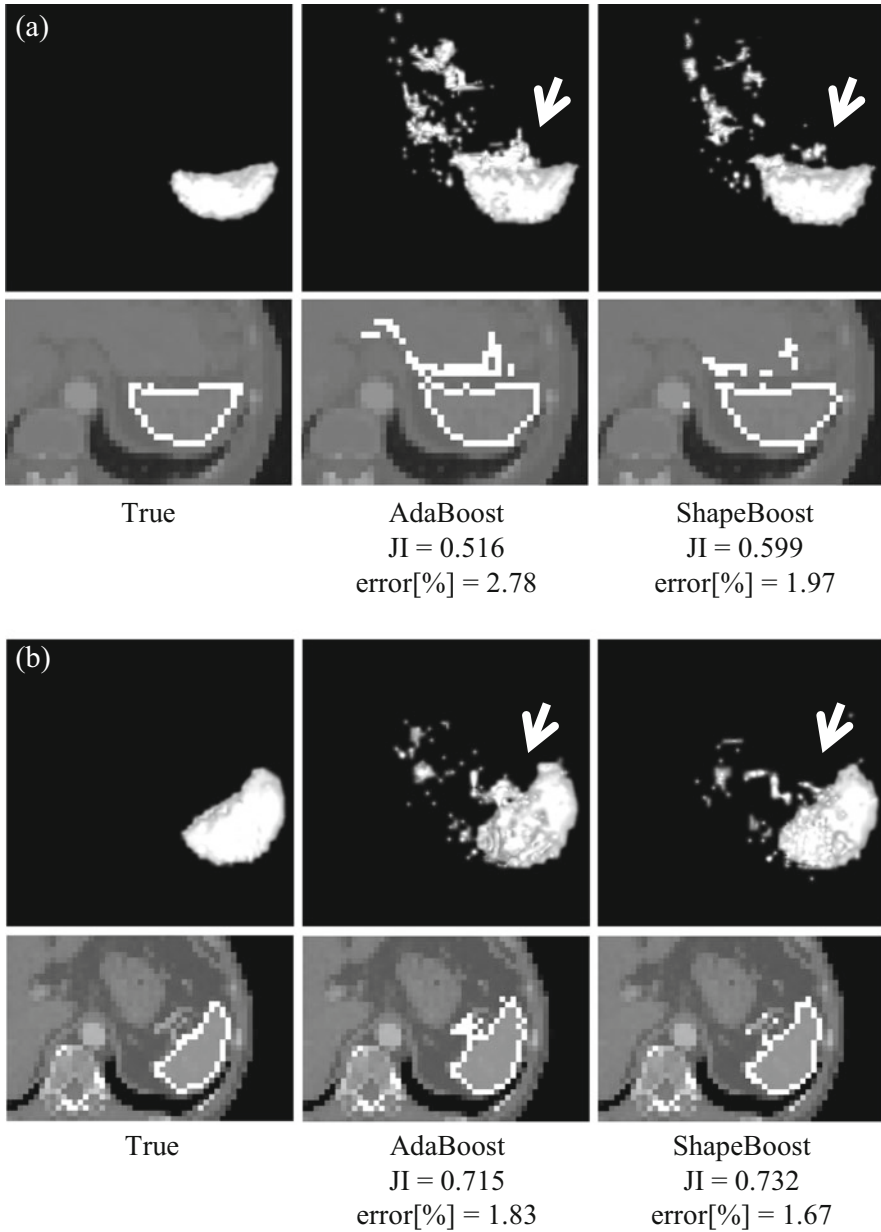 (a)
True
AdaBoost
JI = 0.516
error[%] = 2.78
ShapeBoost
JI = 0.599
error[%] = 1.97
(b)
True
AdaBoost
JI = 0.715
error[%] = 1.83
ShapeBoost
JI = 0.732
error[%] = 1.67